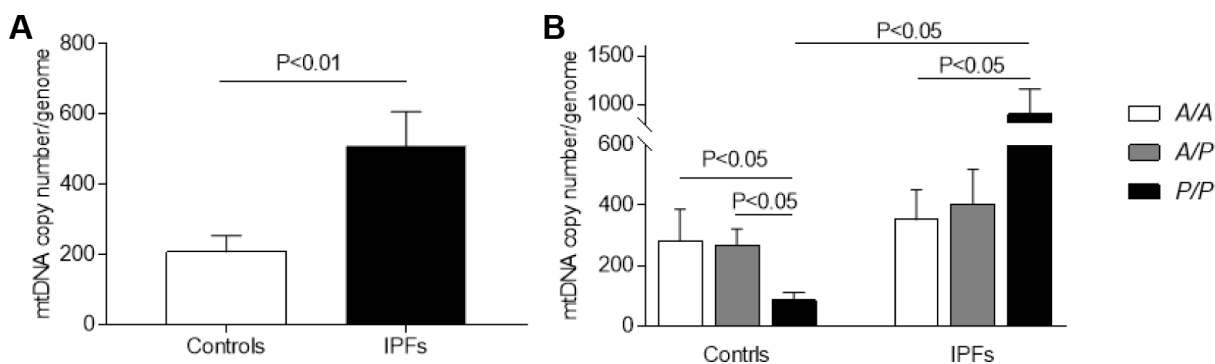 A
mtDNA copy number/genome
800
600
400
200
0
P<0.01
Controls
IPFs
B
mtDNA copy number/genome
1500
1000
600
400
200
0
P<0.05
P<0.05
P<0.05
P<0.05
Contrls
IPFs
A/A
A/P
P/P